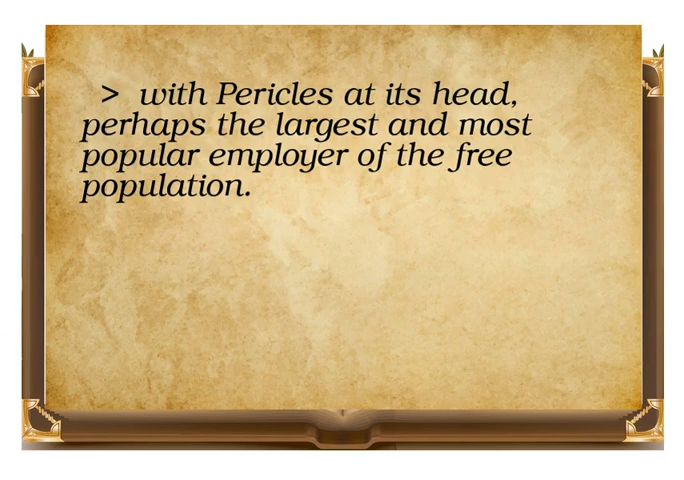 > with Pericles at its head,
perhaps the largest and most
popular employer of the free
population.